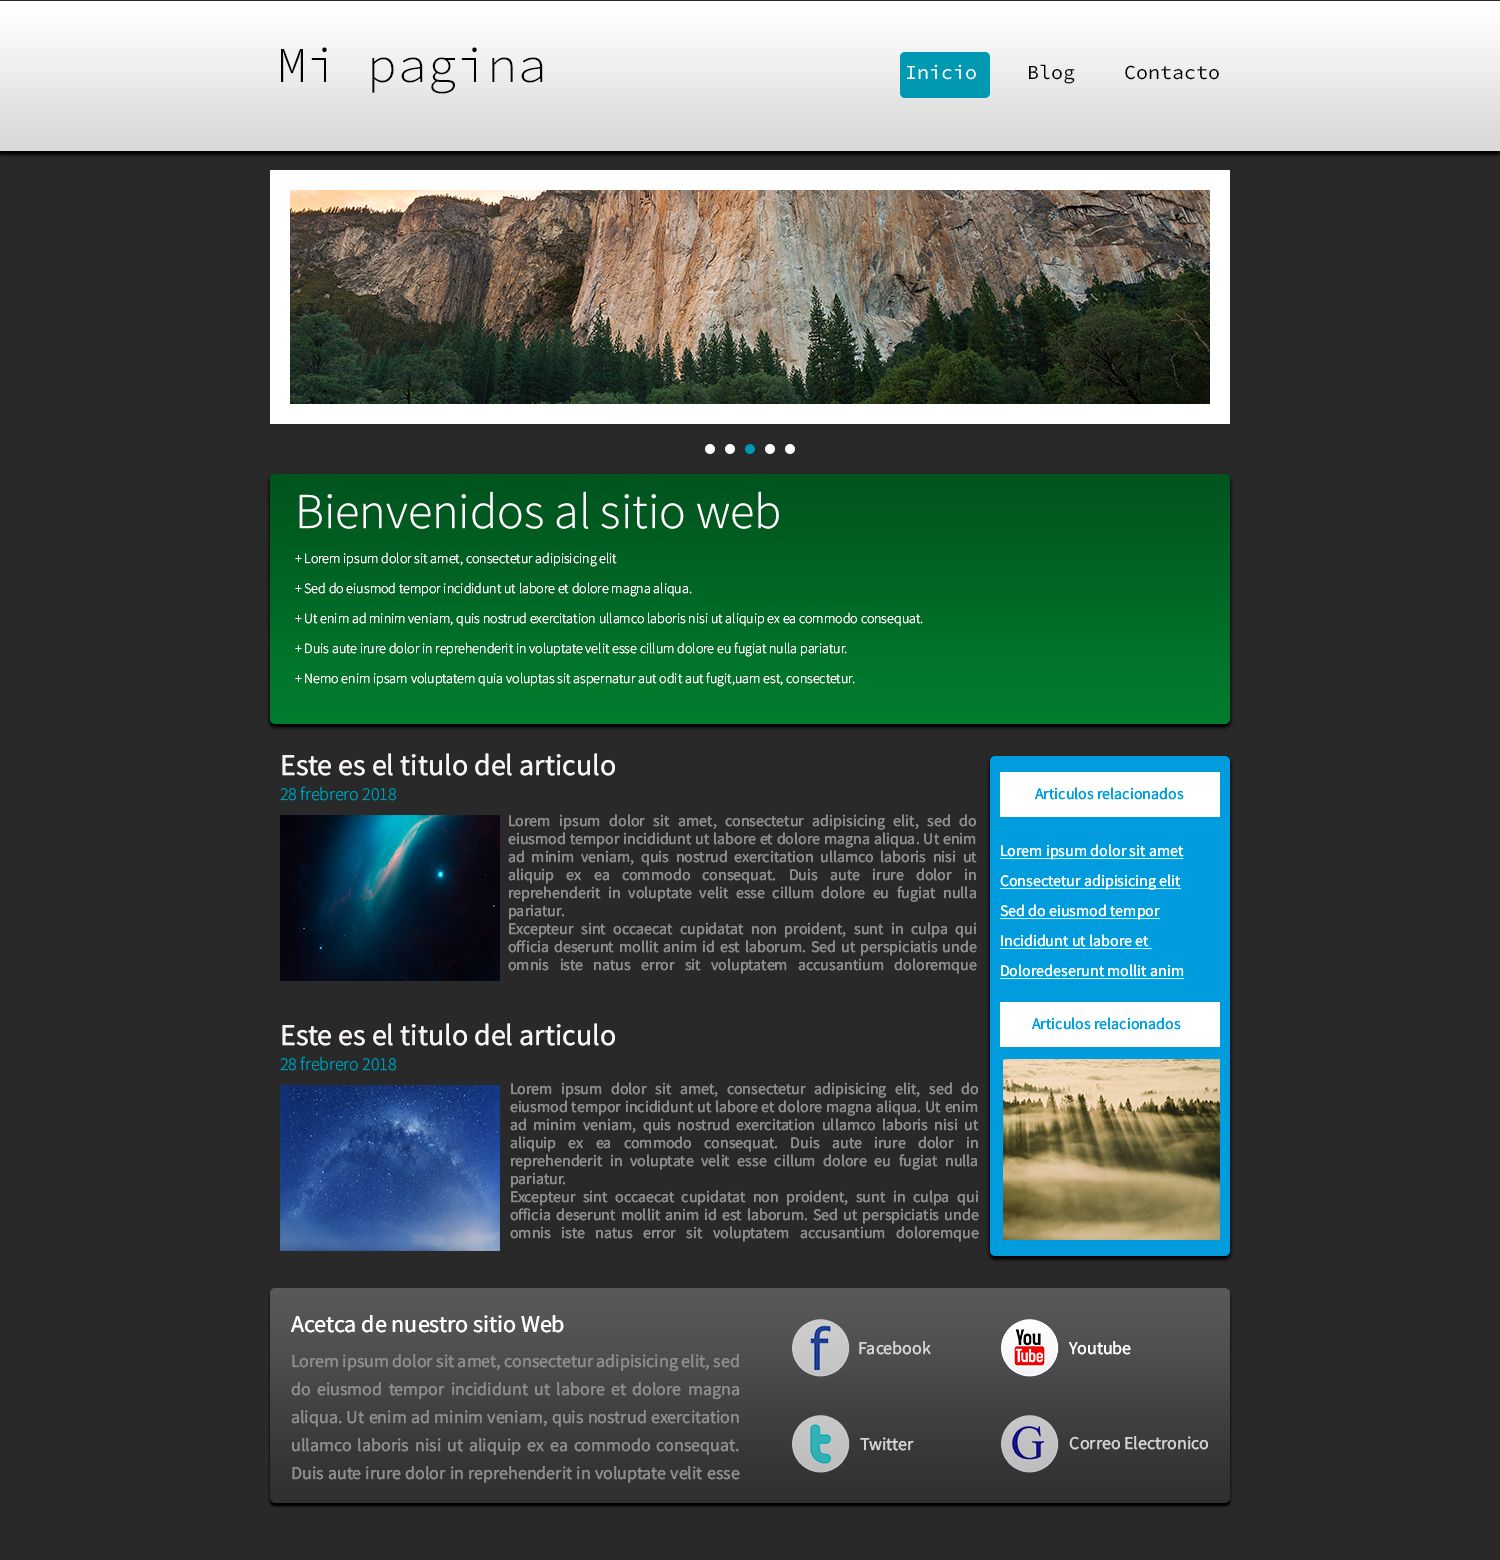 Mi pagina
Inicio
Blog
Contacto
Bienvenidos al sitio web
+ Lorem ipsum dolor sit amet, consectetur adipisicing elit
+ Sed do eiusmod tempor incididunt ut labore et dolore magna aliqua.
+ Ut enim ad minim veniam, quis nostrud exercitation ullamco laboris nisi ut aliquip ex ea commodo consequat.
+ Duis aute irure dolor in reprehenderit in voluptate velit esse cillum dolore eu fugiat nulla pariatur.
+ Nemo enim ipsam voluptatem quia voluptas sit aspernatur aut odit aut fugit,uam est, consectetur.
Este es el titulo del articulo
28 frebrero 2018
Lorem ipsum dolor sit amet, consectetur adipisicing elit, sed do
eiusmod tempor incididunt ut labore et dolore magna aliqua. Ut enim
ad minim veniam, quis nostrud exercitation ullamco laboris nisi ut
aliquip ex ea commodo consequat. Duis aute irure dolor in
reprehenderit in voluptate velit esse cillum dolore eu fugiat nulla
pariatur.
Excepteur sint occaecat cupidatat non proident, sunt in culpa qui
officia deserunt mollit anim id est laborum. Sed ut perspiciatis unde
omnis iste natus error sit voluptatem accusantium doloremque
Este es el titulo del articulo
28 frebrero 2018
Lorem ipsum dolor sit amet, consectetur adipisicing elit, sed do
eiusmod tempor incididunt ut labore et dolore magna aliqua. Ut enim
ad minim veniam, quis nostrud exercitation ullamco laboris nisi ut
aliquip ex ea commodo consequat. Duis aute irure dolor in
reprehenderit in voluptate velit esse cillum dolore eu fugiat nulla
pariatur.
Excepteur sint occaecat cupidatat non proident, sunt in culpa qui
officia deserunt mollit anim id est laborum. Sed ut perspiciatis unde
omnis iste natus error sit voluptatem accusantium doloremque
Articulos relacionados
Lorem ipsum dolor sit amet
Consectetur adipisicing elit
Sed do eiusmod tempor
Incididunt ut labore et
Doloredeserunt mollit anim
Articulos relacionados
Acetca de nuestro sitio Web
Lorem ipsum dolor sit amet, consectetur adipisicing elit, sed
do eiusmod tempor incididunt ut labore et dolore magna
aliqua. Ut enim ad minim veniam, quis nostrud exercitation
ullamco laboris nisi ut aliquip ex ea commodo consequat.
Duis aute irure dolor in reprehenderit in voluptate velit esse
f
Facebook
You
Tube
Youtube
t
Twitter
G
Correo Electronico